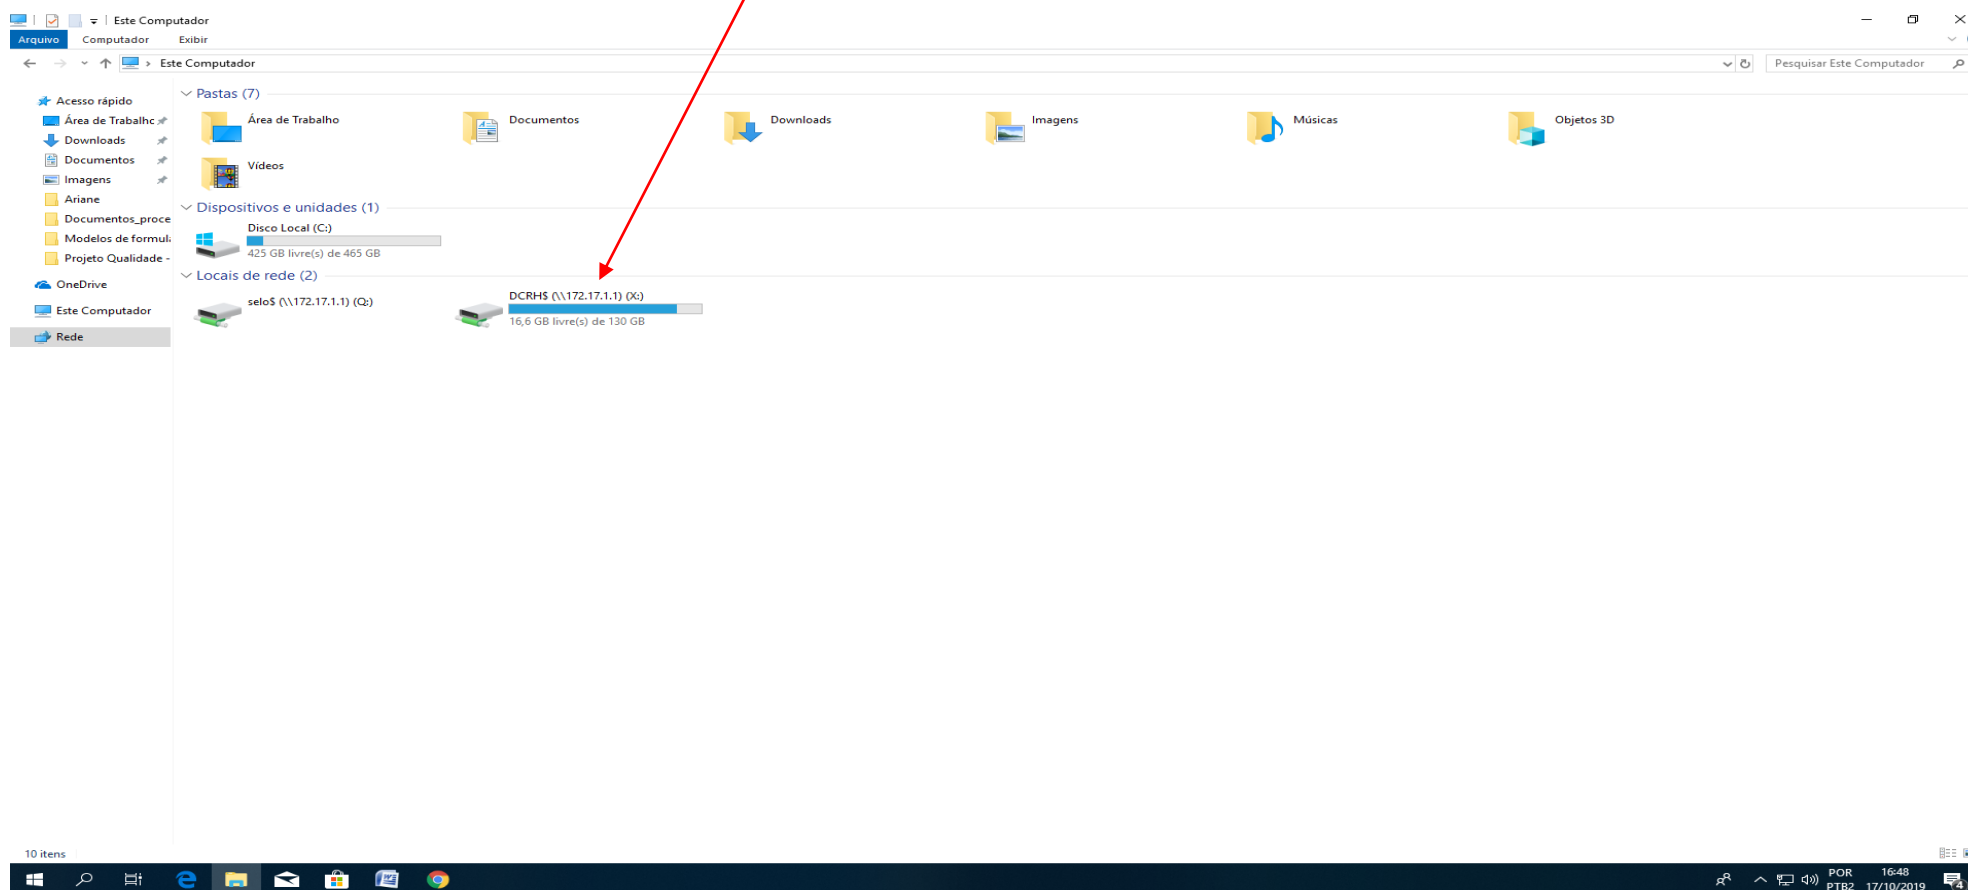 Este Computador
Arquivo Computador Exibir
Este Computador
Pesquisar Este Computador
Acesso rápido
Área de Trabalhc
Downloads
Documentos
Imagens
Ariane
Documentos_proce
Modelos de formul
Projeto Qualidade -
OneDrive
Este Computador
Rede
Pastas (7)
Área de Trabalho
Documentos
Downloads
Imagens
Músicas
Objetos 3D
Vídeos
Dispositivos e unidades (1)
Disco Local (C:)
425 GB livre(s) de 465 GB
Locais de rede (2)
selo$ (\\172.17.1.1) (Q:)
DCRH$ (\\172.17.1.1) (X:)
16,6 GB livre(s) de 130 GB
10 itens
POR 16:48
PTB2 17/10/2019
4